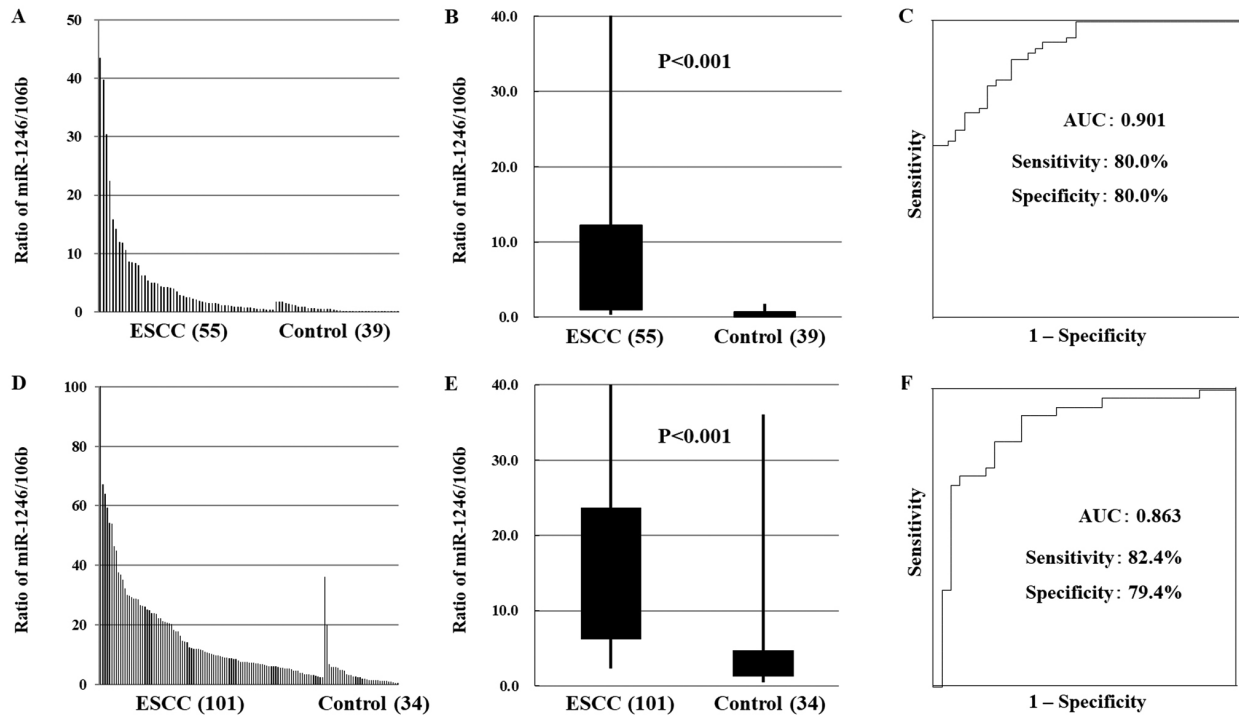 A
Ratio of miR-1246/106b
50
40
30
20
10
0
ESCC (55)
Control (39)
B
Ratio of miR-1246/106b
40.0
30.0
20.0
10.0
0.0
P<0.001
ESCC (55)
Control (39)
C
Sensitivity
AUC: 0.901
Sensitivity: 80.0%
Specificity: 80.0%
1 – Specificity
D
Ratio of miR-1246/106b
100
80
60
40
20
0
ESCC (101)
Control (34)
E
Ratio of miR-1246/106b
40.0
30.0
20.0
10.0
0.0
P<0.001
ESCC (101)
Control (34)
F
Sensitivity
AUC: 0.863
Sensitivity: 82.4%
Specificity: 79.4%
1 – Specificity